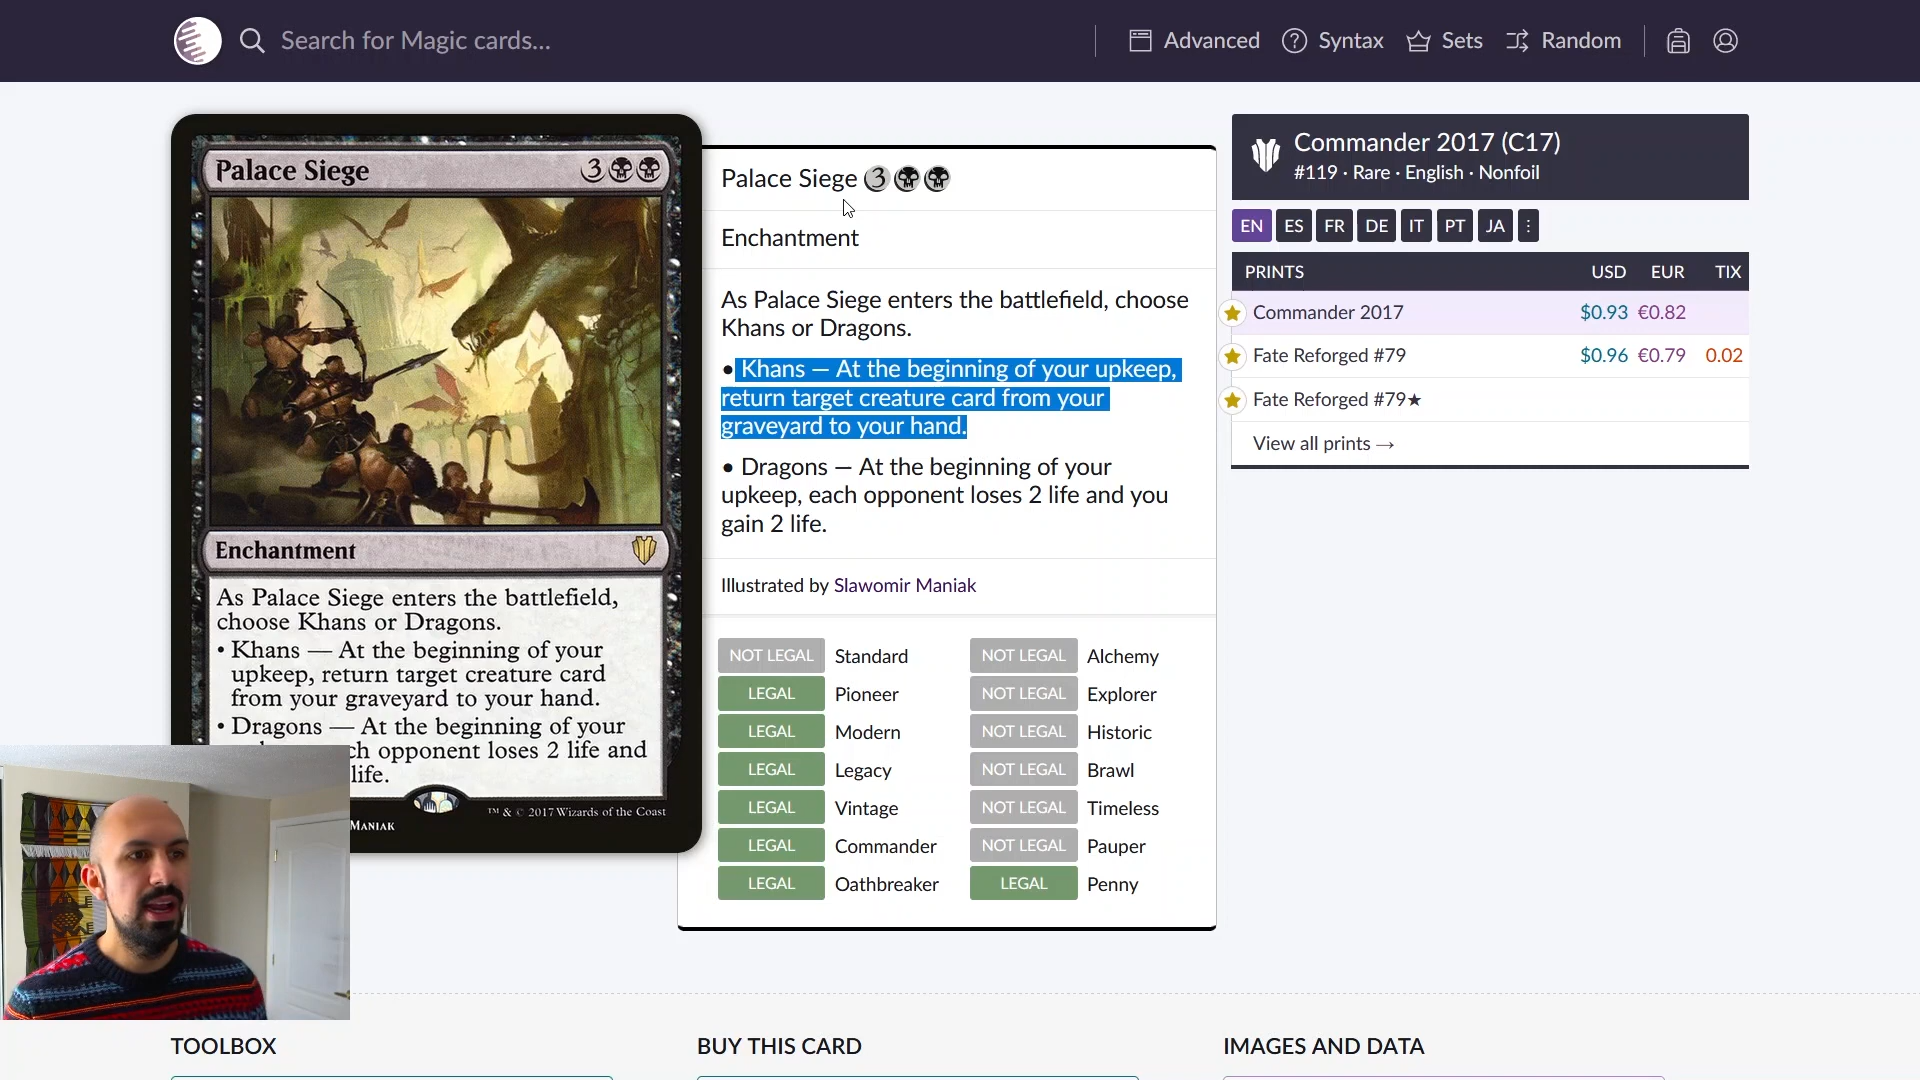 Search for Magic cards...
Advanced
Syntax
Sets
Random
Palace Siege 3
Enchantment
As Palace Siege enters the battlefield,
choose Khans or Dragons.
• Khans — At the beginning of your
upkeep, return target creature card
from your graveyard to your hand.
• Dragons — At the beginning of your
ch opponent loses 2 life and
life.
™ & © 2017 Wizards of the Coast
MANIAK
Palace Siege 3
Enchantment
As Palace Siege enters the battlefield, choose
Khans or Dragons.
• Khans — At the beginning of your upkeep,
return target creature card from your
graveyard to your hand.
• Dragons — At the beginning of your
upkeep, each opponent loses 2 life and you
gain 2 life.
Illustrated by Slawomir Maniak
NOT LEGAL Standard NOT LEGAL Alchemy
LEGAL Pioneer NOT LEGAL Explorer
LEGAL Modern NOT LEGAL Historic
LEGAL Legacy NOT LEGAL Brawl
LEGAL Vintage NOT LEGAL Timeless
LEGAL Commander NOT LEGAL Pauper
LEGAL Oathbreaker LEGAL Penny
Commander 2017 (C17)
#119 · Rare · English · Nonfoil
EN ES FR DE IT PT JA
PRINTS USD EUR TIX
Commander 2017 $0.93 €0.82
Fate Reforged #79 $0.96 €0.79 0.02
Fate Reforged #79★
View all prints →
TOOLBOX
BUY THIS CARD
IMAGES AND DATA